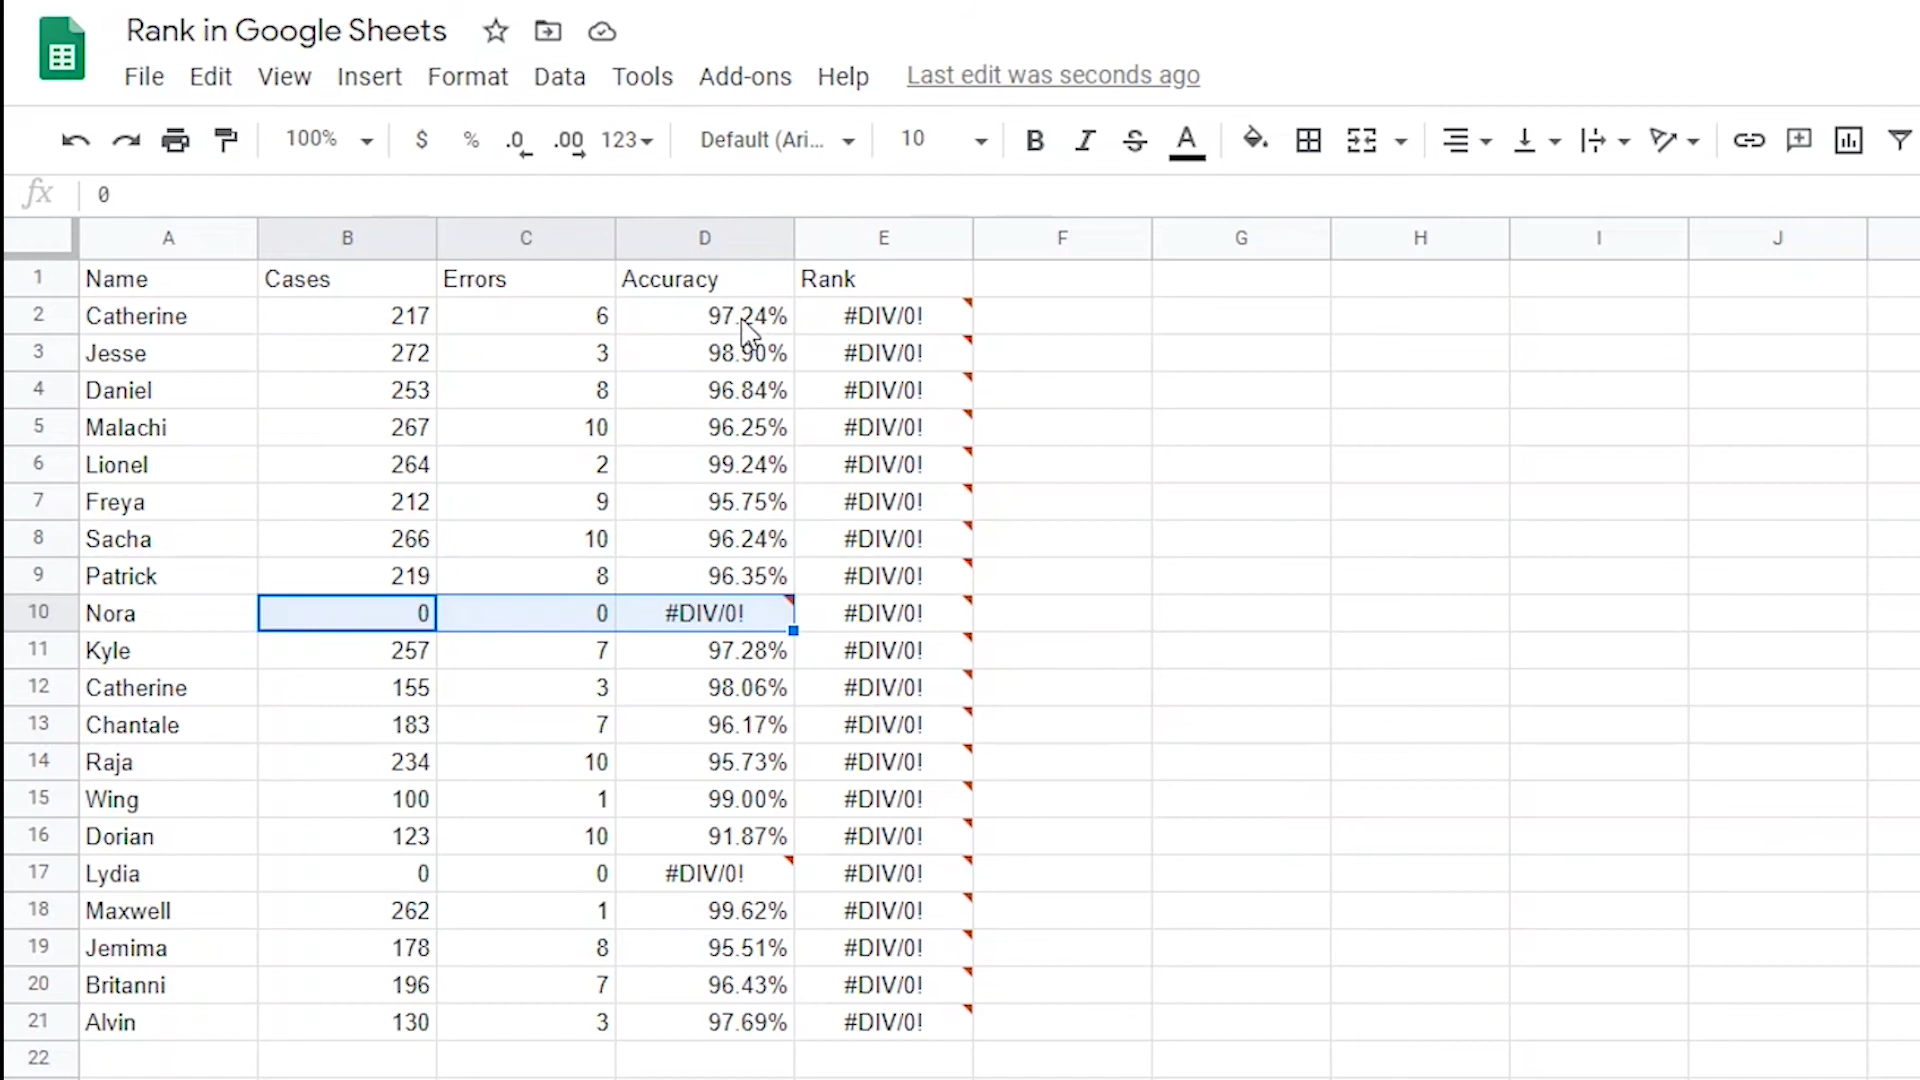 Rank in Google Sheets
File Edit View Insert Format Data Tools Add-ons Help Last edit was seconds ago
100% $ % .0 .00 123 Default (Ari... 10 B I S A
fx 0
A B C D E F G H I J
1 Name Cases Errors Accuracy Rank
2 Catherine 217 6 97.24% #DIV/0!
3 Jesse 272 3 98.90% #DIV/0!
4 Daniel 253 8 96.84% #DIV/0!
5 Malachi 267 10 96.25% #DIV/0!
6 Lionel 264 2 99.24% #DIV/0!
7 Freya 212 9 95.75% #DIV/0!
8 Sacha 266 10 96.24% #DIV/0!
9 Patrick 219 8 96.35% #DIV/0!
10 Nora 0 0 #DIV/0! #DIV/0!
11 Kyle 257 7 97.28% #DIV/0!
12 Catherine 155 3 98.06% #DIV/0!
13 Chantale 183 7 96.17% #DIV/0!
14 Raja 234 10 95.73% #DIV/0!
15 Wing 100 1 99.00% #DIV/0!
16 Dorian 123 10 91.87% #DIV/0!
17 Lydia 0 0 #DIV/0! #DIV/0!
18 Maxwell 262 1 99.62% #DIV/0!
19 Jemima 178 8 95.51% #DIV/0!
20 Britanni 196 7 96.43% #DIV/0!
21 Alvin 130 3 97.69% #DIV/0!
22